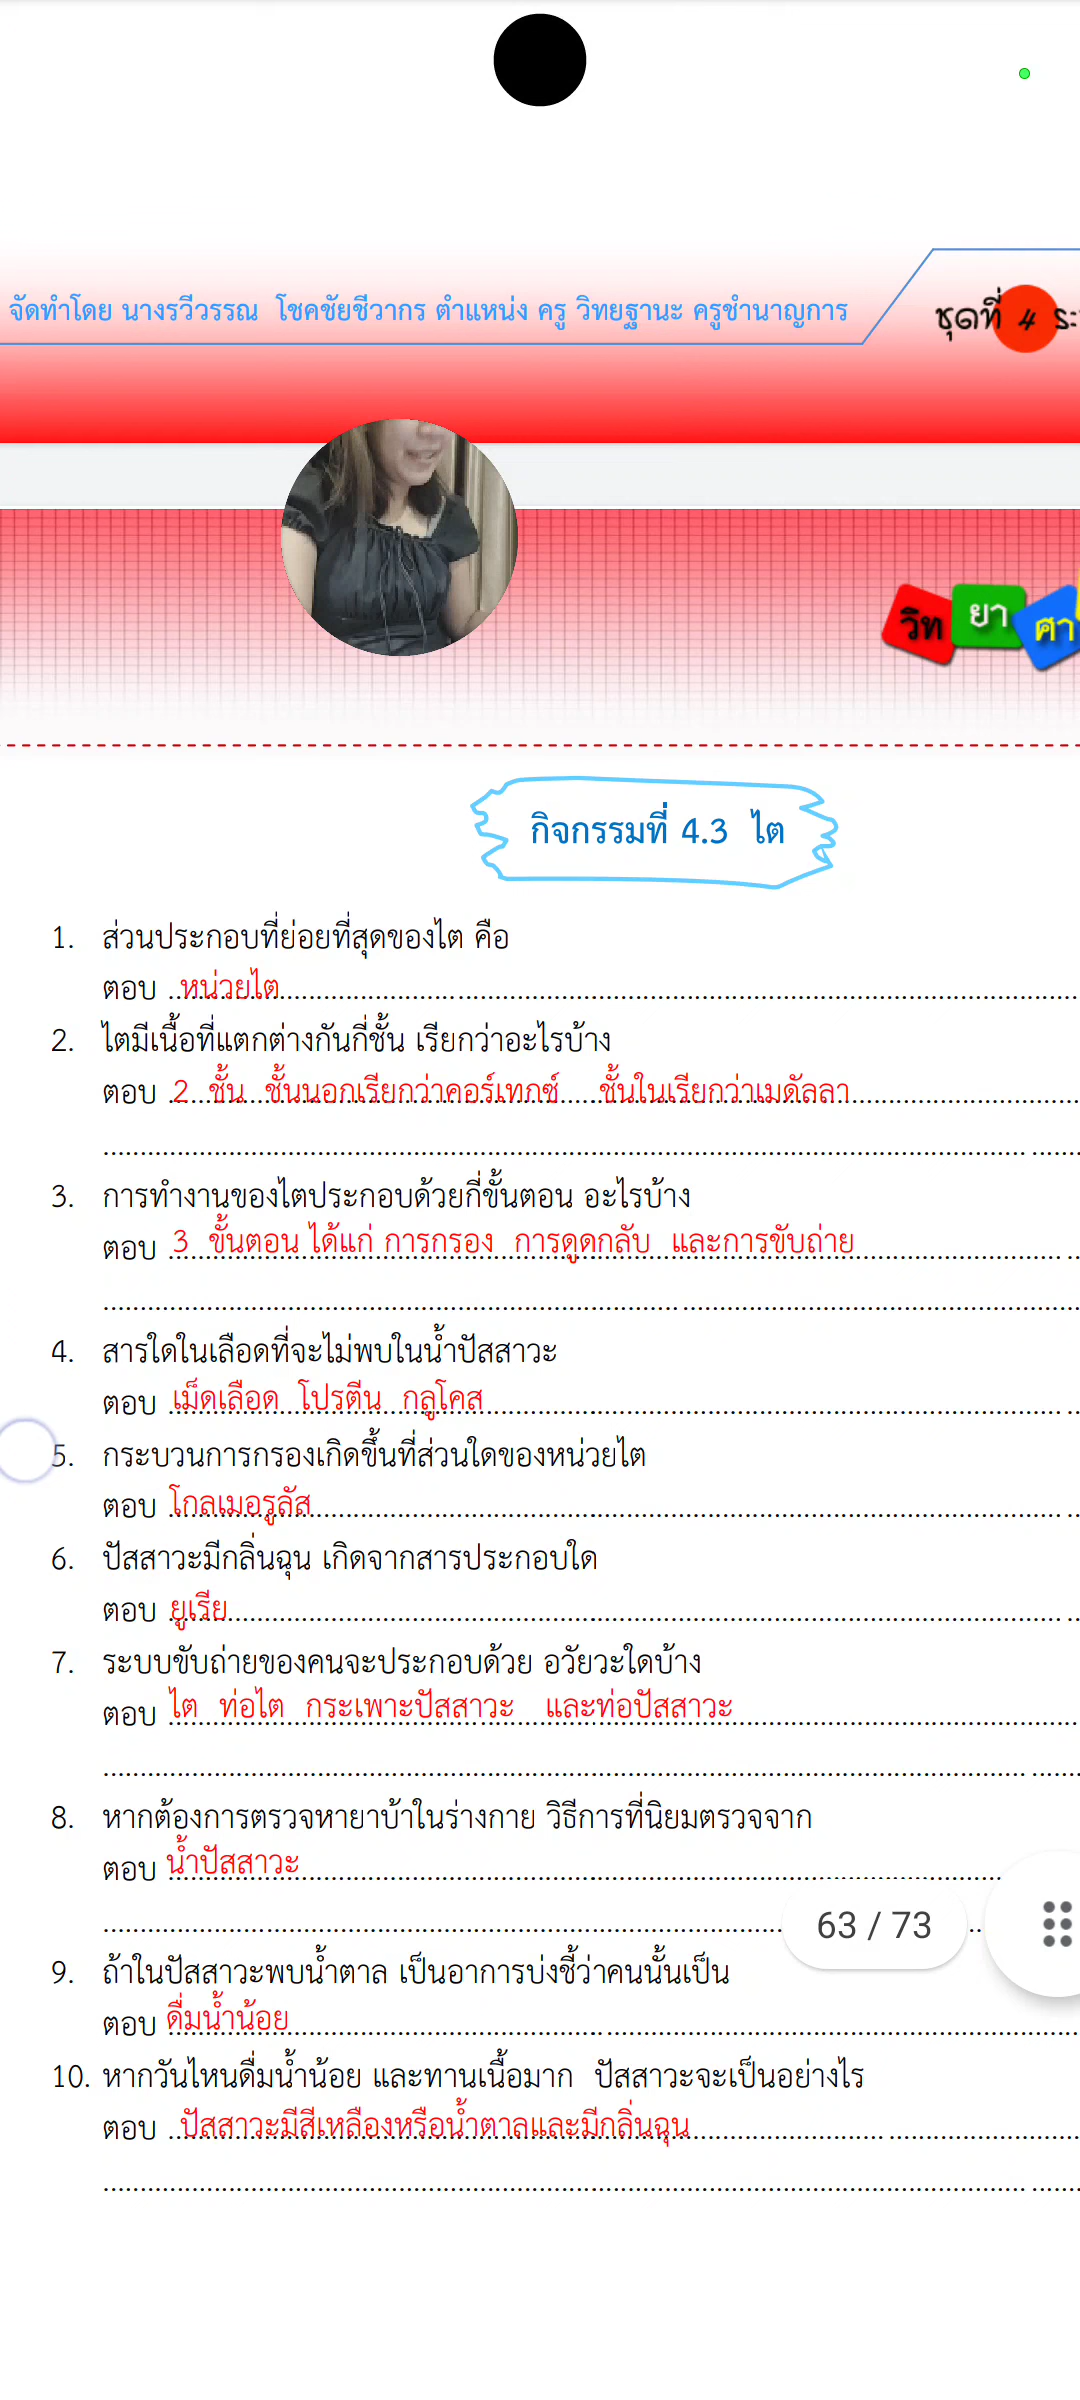 จัดทำโดย นางรวีวรรณ โชคชัยชีวากร ตำแหน่ง ครู วิทยฐานะ ครูชำนาญการ
ชุดที่ 4 ระ
วิท ยา ศา
กิจกรรมที่ 4.3 ไต
1. ส่วนประกอบที่ย่อยที่สุดของไต คือ
ตอบ หน่วยไต
2. ไตมีเนื้อที่แตกต่างกันกี่ชั้น เรียกว่าอะไรบ้าง
ตอบ 2 ชั้น ชั้นนอกเรียกว่าคอร์เทกซ์ ชั้นในเรียกว่าเมดัลลา
3. การทำงานของไตประกอบด้วยกี่ขั้นตอน อะไรบ้าง
ตอบ 3 ขั้นตอน ได้แก่ การกรอง การดูดกลับ และการขับถ่าย
4. สารใดในเลือดที่จะไม่พบในน้ำปัสสาวะ
ตอบ เม็ดเลือด โปรตีน กลูโคส
5. กระบวนการกรองเกิดขึ้นที่ส่วนใดของหน่วยไต
ตอบ โกลเมอรูลัส
6. ปัสสาวะมีกลิ่นฉุน เกิดจากสารประกอบใด
ตอบ ยูเรีย
7. ระบบขับถ่ายของคนจะประกอบด้วย อวัยวะใดบ้าง
ตอบ ไต ท่อไต กระเพาะปัสสาวะ และท่อปัสสาวะ
8. หากต้องการตรวจหายาบ้าในร่างกาย วิธีการที่นิยมตรวจจาก
ตอบ น้ำปัสสาวะ
63 / 73
9. ถ้าในปัสสาวะพบน้ำตาล เป็นอาการบ่งชี้ว่าคนนั้นเป็น
ตอบ ดื่มน้ำน้อย
10. หากวันไหนดื่มน้ำน้อย และทานเนื้อมาก ปัสสาวะจะเป็นอย่างไร
ตอบ ปัสสาวะมีสีเหลืองหรือน้ำตาลและมีกลิ่นฉุน